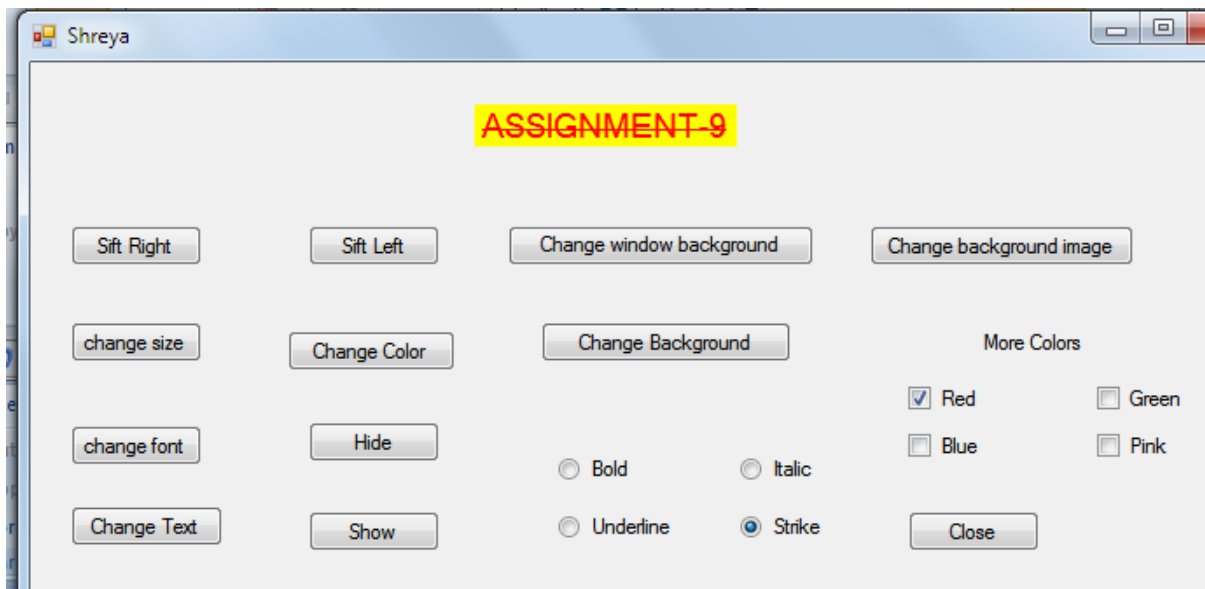 Shreya
ASSIGNMENT-9
Sift Right Sift Left Change window background Change background image
change size Change Color Change Background More Colors
Red Green
change font Hide Blue Pink
Bold Italic
Change Text Show Underline Strike Close